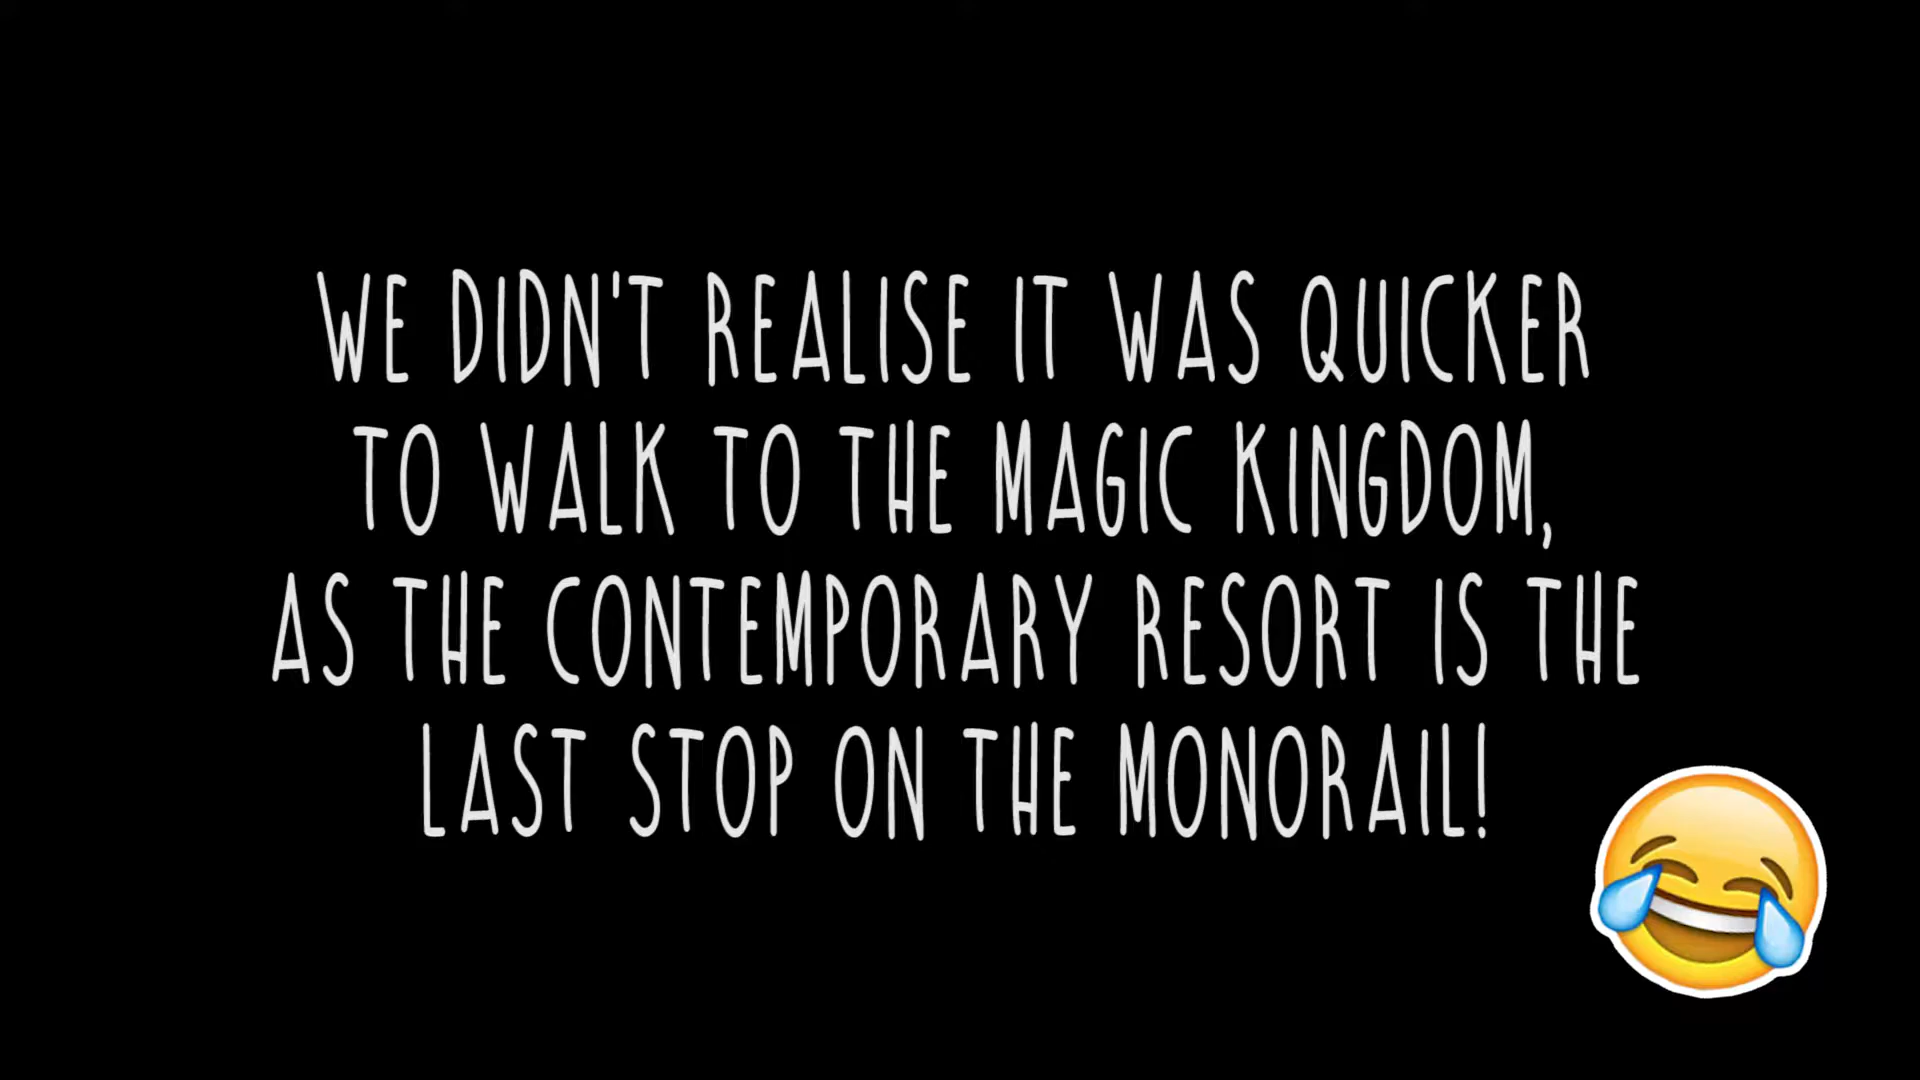 WE DIDN'T REALISE IT WAS QUICKER
TO WALK TO THE MAGIC KINGDOM,
AS THE CONTEMPORARY RESORT IS THE
LAST STOP ON THE MONORAIL!